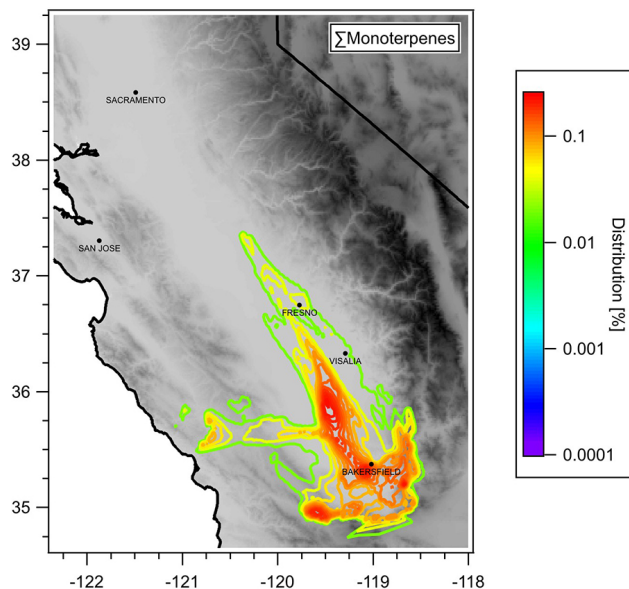 ∑Monoterpenes
39
38
37
36
35
-122
-121
-120
-119
-118
SACRAMENTO
SAN JOSE
FRESNO
VISALIA
BAKERSFIELD
0.1
0.01
0.001
0.0001
Distribution [%]